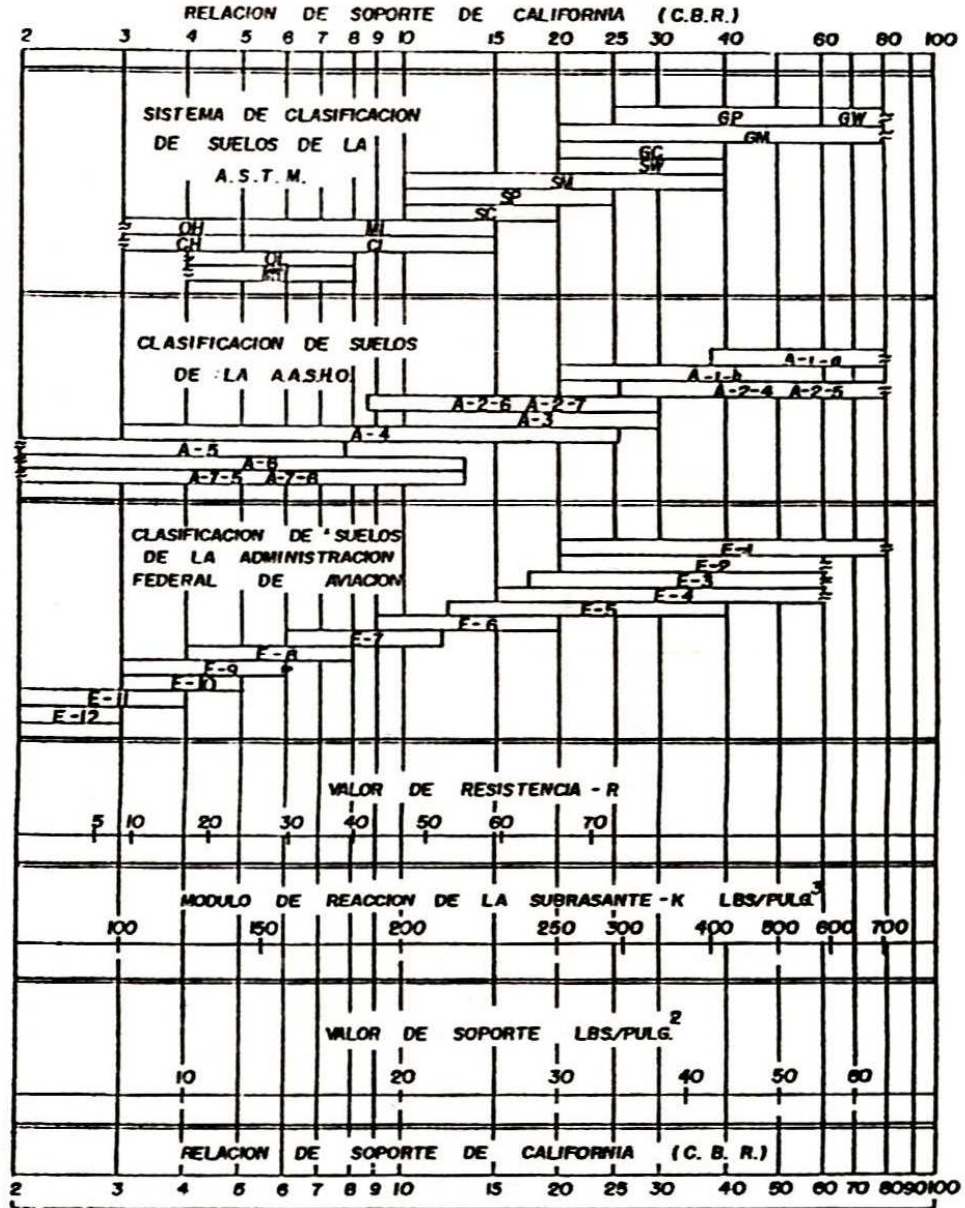 RELACION DE SOPORTE DE CALIFORNIA (C.B.R.)
2 3 4 5 6 7 8 9 10 15 20 25 30 40 60 80 100
SISTEMA DE CLASIFICACION
DE SUELOS DE LA
A.S.T.M.
GP GW
GM
GC
SW
SM
SP
SC
OH
CH
OL
CLASIFICACION DE SUELOS
DE LA A.A.S.H.O.
A-1-a
A-1-b
A-2-4 A-2-5
A-2-6 A-2-7
A-3
A-4
A-5
A-6
A-7-5 A-7-6
CLASIFICACION DE SUELOS
DE LA ADMINISTRACION
FEDERAL DE AVIACION
E-1
E-2
E-3
E-4
E-5
E-6
E-7
E-8
E-9
E-10
E-11
E-12
VALOR DE RESISTENCIA - R
5 10 20 30 40 50 60 70
MODULO DE REACCION DE LA SUBRASANTE - K LBS/PULG.3
100 150 200 250 300 400 500 600 700
VALOR DE SOPORTE LBS/PULG.2
10 20 30 40 50 60
RELACION DE SOPORTE DE CALIFORNIA (C. B. R.)
2 3 4 5 6 7 8 9 10 15 20 25 30 40 50 60 70 80 90 100